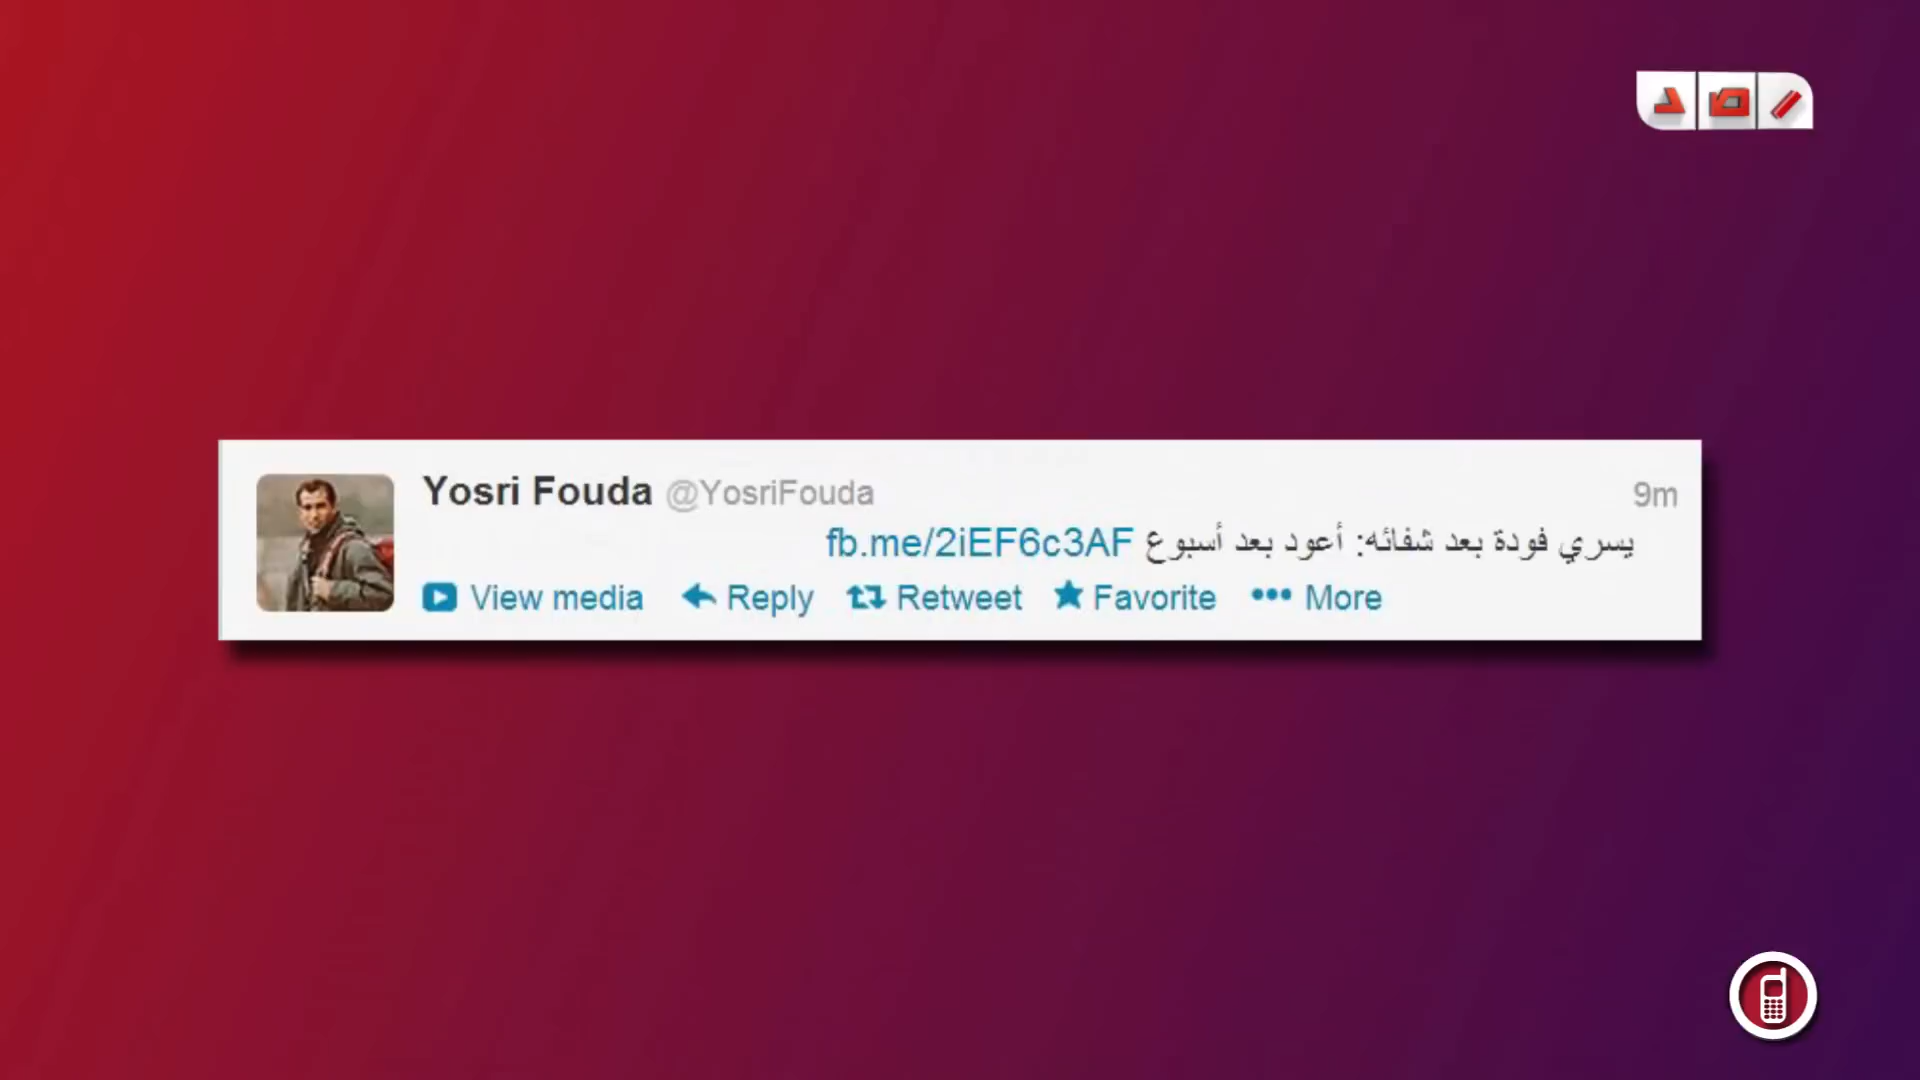 رصد
Yosri Fouda @YosriFouda 9m
يسري فودة بعد شفائه: أعود بعد أسبوع fb.me/2iEF6c3AF
View media Reply Retweet Favorite More